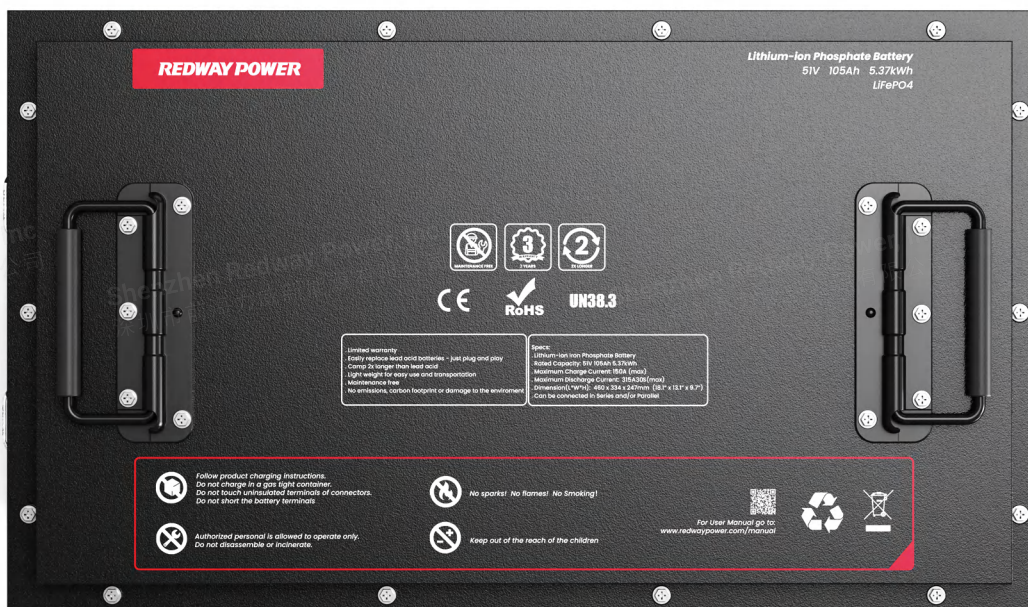 REDWAY POWER
Lithium-ion Phosphate Battery
51V 105Ah 5.37kWh
LiFePO4
MAINTENANCE FREE
3
3 YEARS
2
2X LONGER
CE
RoHS
UN38.3
. Limited warranty
. Easily replace lead acid batteries - just plug and play
. Comp 2x longer than lead acid
. Light weight for easy use and transportation
. Maintenance free
. No emissions, carbon footprint or damage to the enviroment
Specs:
. Lithium-ion Iron Phosphate Battery
. Rated Capacity: 51V 105Ah 5.37kWh
. Maximum Charge Current: 150A (max)
. Maximum Discharge Current: 315A30S(max)
. Dimension(L*W*H): 460 x 334 x 247mm (18.1" x 13.1" x 9.7")
. Can be connected in Series and/or Parallel
Follow product charging instructions.
Do not charge in a gas tight container.
Do not touch uninsulated terminals of connectors.
Do not short the battery terminals
No sparks! No flames! No Smoking!
Authorized personal is allowed to operate only.
Do not disassemble or incinerate.
Keep out of the reach of the children
For User Manual go to:
www.redwaypower.com/manual